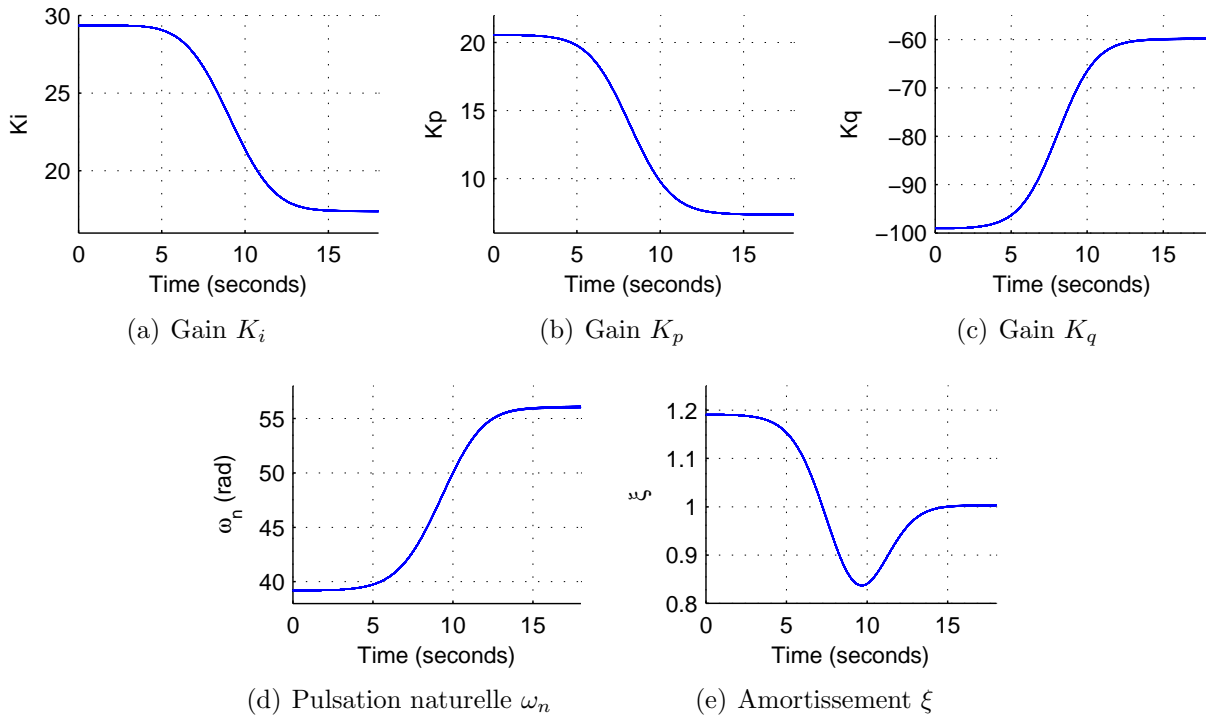 30
25
20
Ki
0 5 10 15
Time (seconds)
(a) Gain K_i
20
15
10
Kp
0 5 10 15
Time (seconds)
(b) Gain K_p
−60
−70
−80
−90
−100
Kq
0 5 10 15
Time (seconds)
(c) Gain K_q
55
50
45
40
ω_n (rad)
0 5 10 15
Time (seconds)
(d) Pulsation naturelle ω_n
1.2
1.1
1
0.9
0.8
ξ
0 5 10 15
Time (seconds)
(e) Amortissement ξ